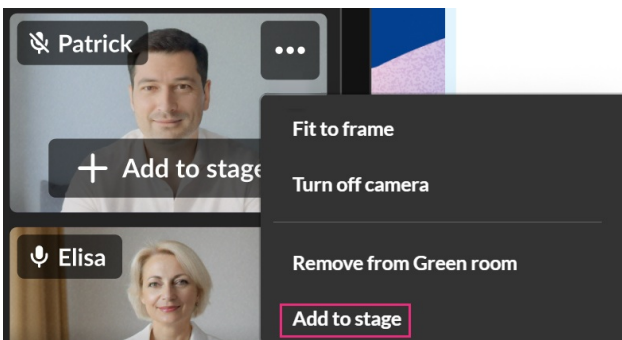 Patrick
+ Add to stage
Elisa
Fit to frame
Turn off camera
Remove from Green room
Add to stage